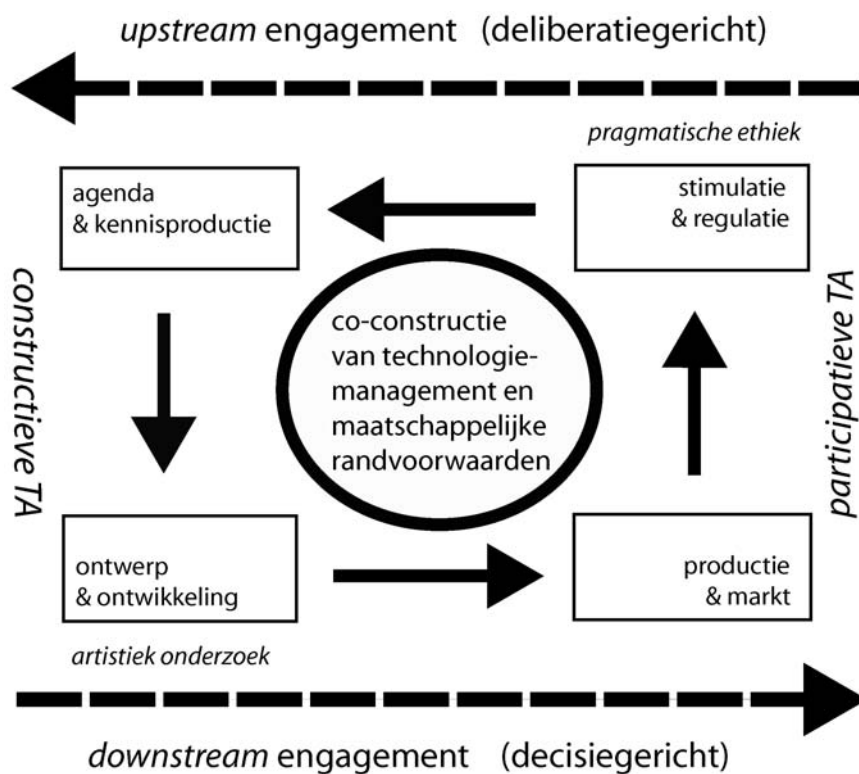 upstream engagement (deliberatiegericht)
pragmatische ethiek
agenda
& kennisproductie
stimulatie
& regulatie
constructieve TA
co-constructie
van technologie-
management en
maatschappelijke
randvoorwaarden
participatieve TA
ontwerp
& ontwikkeling
productie
& markt
artistiek onderzoek
downstream engagement (decisiegericht)